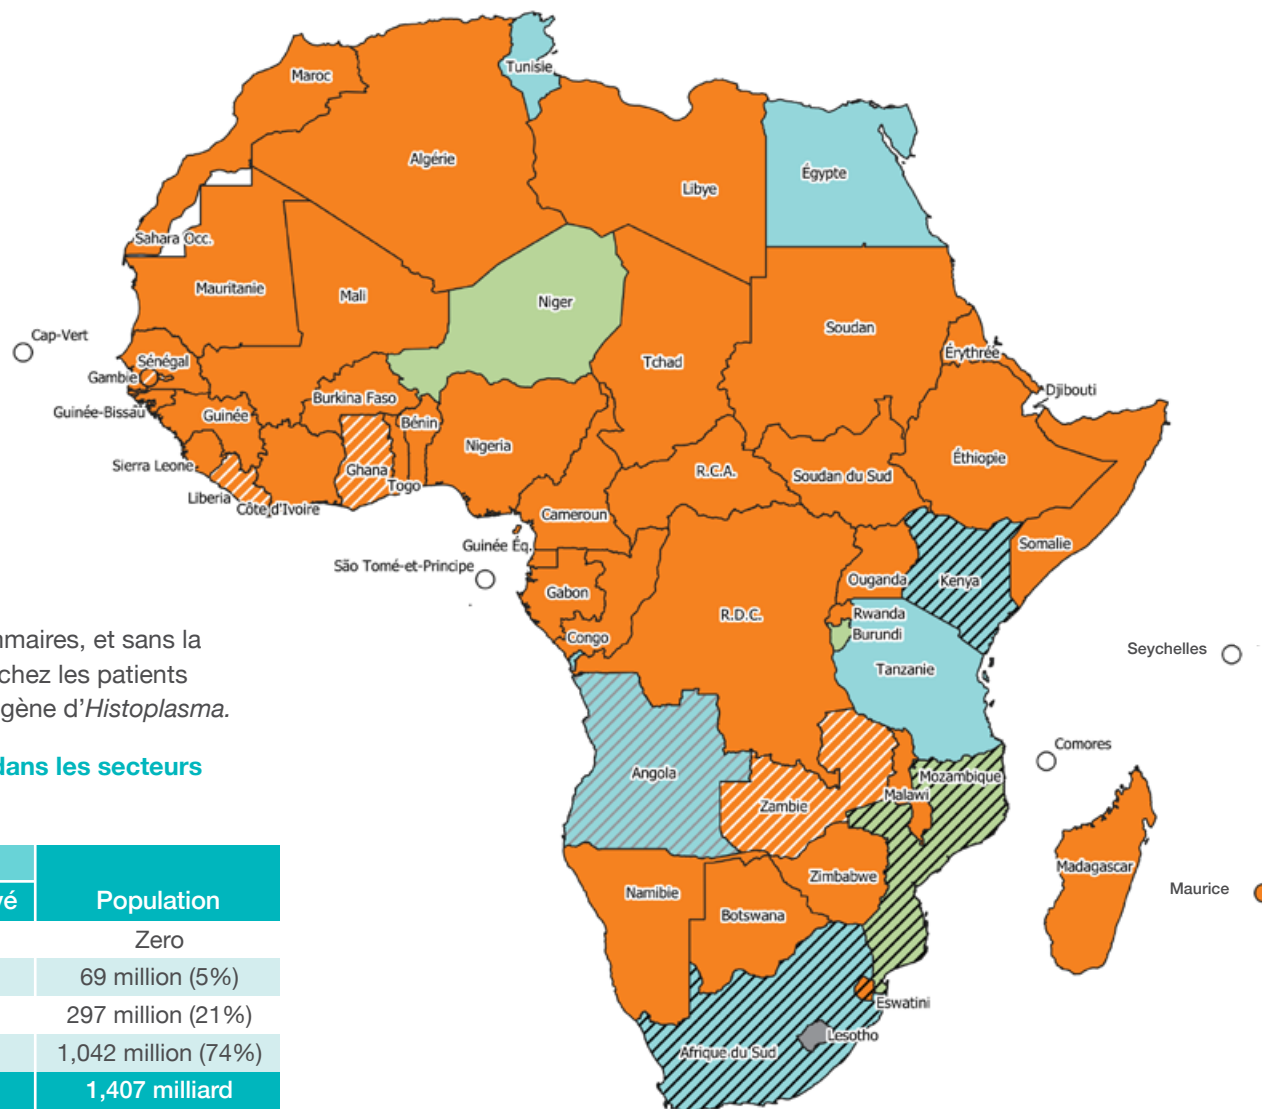 Tunisie
Maroc
Algérie
Libye
Égypte
Sahara Occ.
Mauritanie
Mali
Niger
Soudan
Cap-Vert
Tchad
Érythrée
Sénégal
Gambie
Djibouti
Burkina Faso
Guinée-Bissau
Guinée
Bénin
Nigeria
Éthiopie
Sierra Leone
Ghana
R.C.A.
Soudan du Sud
Togo
Liberia
Côte d'Ivoire
Cameroun
Guinée Éq.
Somalie
São Tomé-et-Principe
Ouganda
Kenya
Gabon
R.D.C.
Rwanda
Congo
Burundi
Tanzanie
Seychelles
Comores
Angola
Mozambique
Zambie
Malawi
Madagascar
Zimbabwe
Maurice
Namibie
Botswana
Eswatini
Lesotho
Afrique du Sud
maires, et sans la
chez les patients
gène d'Histoplasma.
dans les secteurs
vé
Population
Zero
69 million (5%)
297 million (21%)
1,042 million (74%)
1,407 milliard